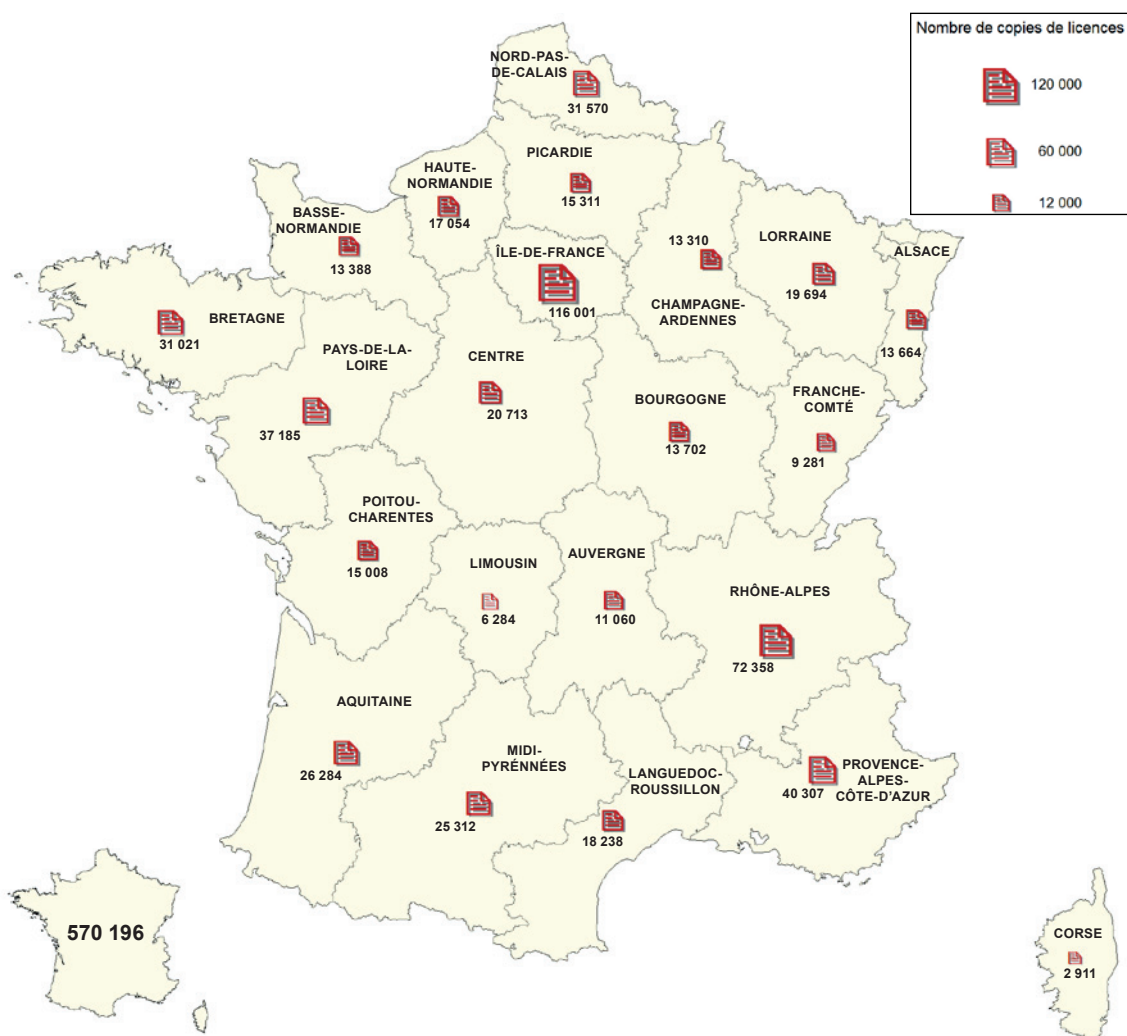 Nombre de copies de licences
120 000
60 000
12 000
NORD-PAS-
DE-CALAIS
31 570
PICARDIE
15 311
HAUTE-
NORMANDIE
17 054
BASSE-
NORMANDIE
13 388
ÎLE-DE-FRANCE
116 001
13 310
CHAMPAGNE-
ARDENNES
LORRAINE
19 694
ALSACE
13 664
BRETAGNE
31 021
PAYS-DE-LA-
LOIRE
37 185
CENTRE
20 713
BOURGOGNE
13 702
FRANCHE-
COMTÉ
9 281
POITOU-
CHARENTES
15 008
LIMOUSIN
6 284
AUVERGNE
11 060
RHÔNE-ALPES
72 358
AQUITAINE
26 284
MIDI-
PYRÉNNÉES
25 312
LANGUEDOC-
ROUSSILLON
18 238
PROVENCE-
ALPES-
CÔTE-D'AZUR
40 307
570 196
CORSE
2 911